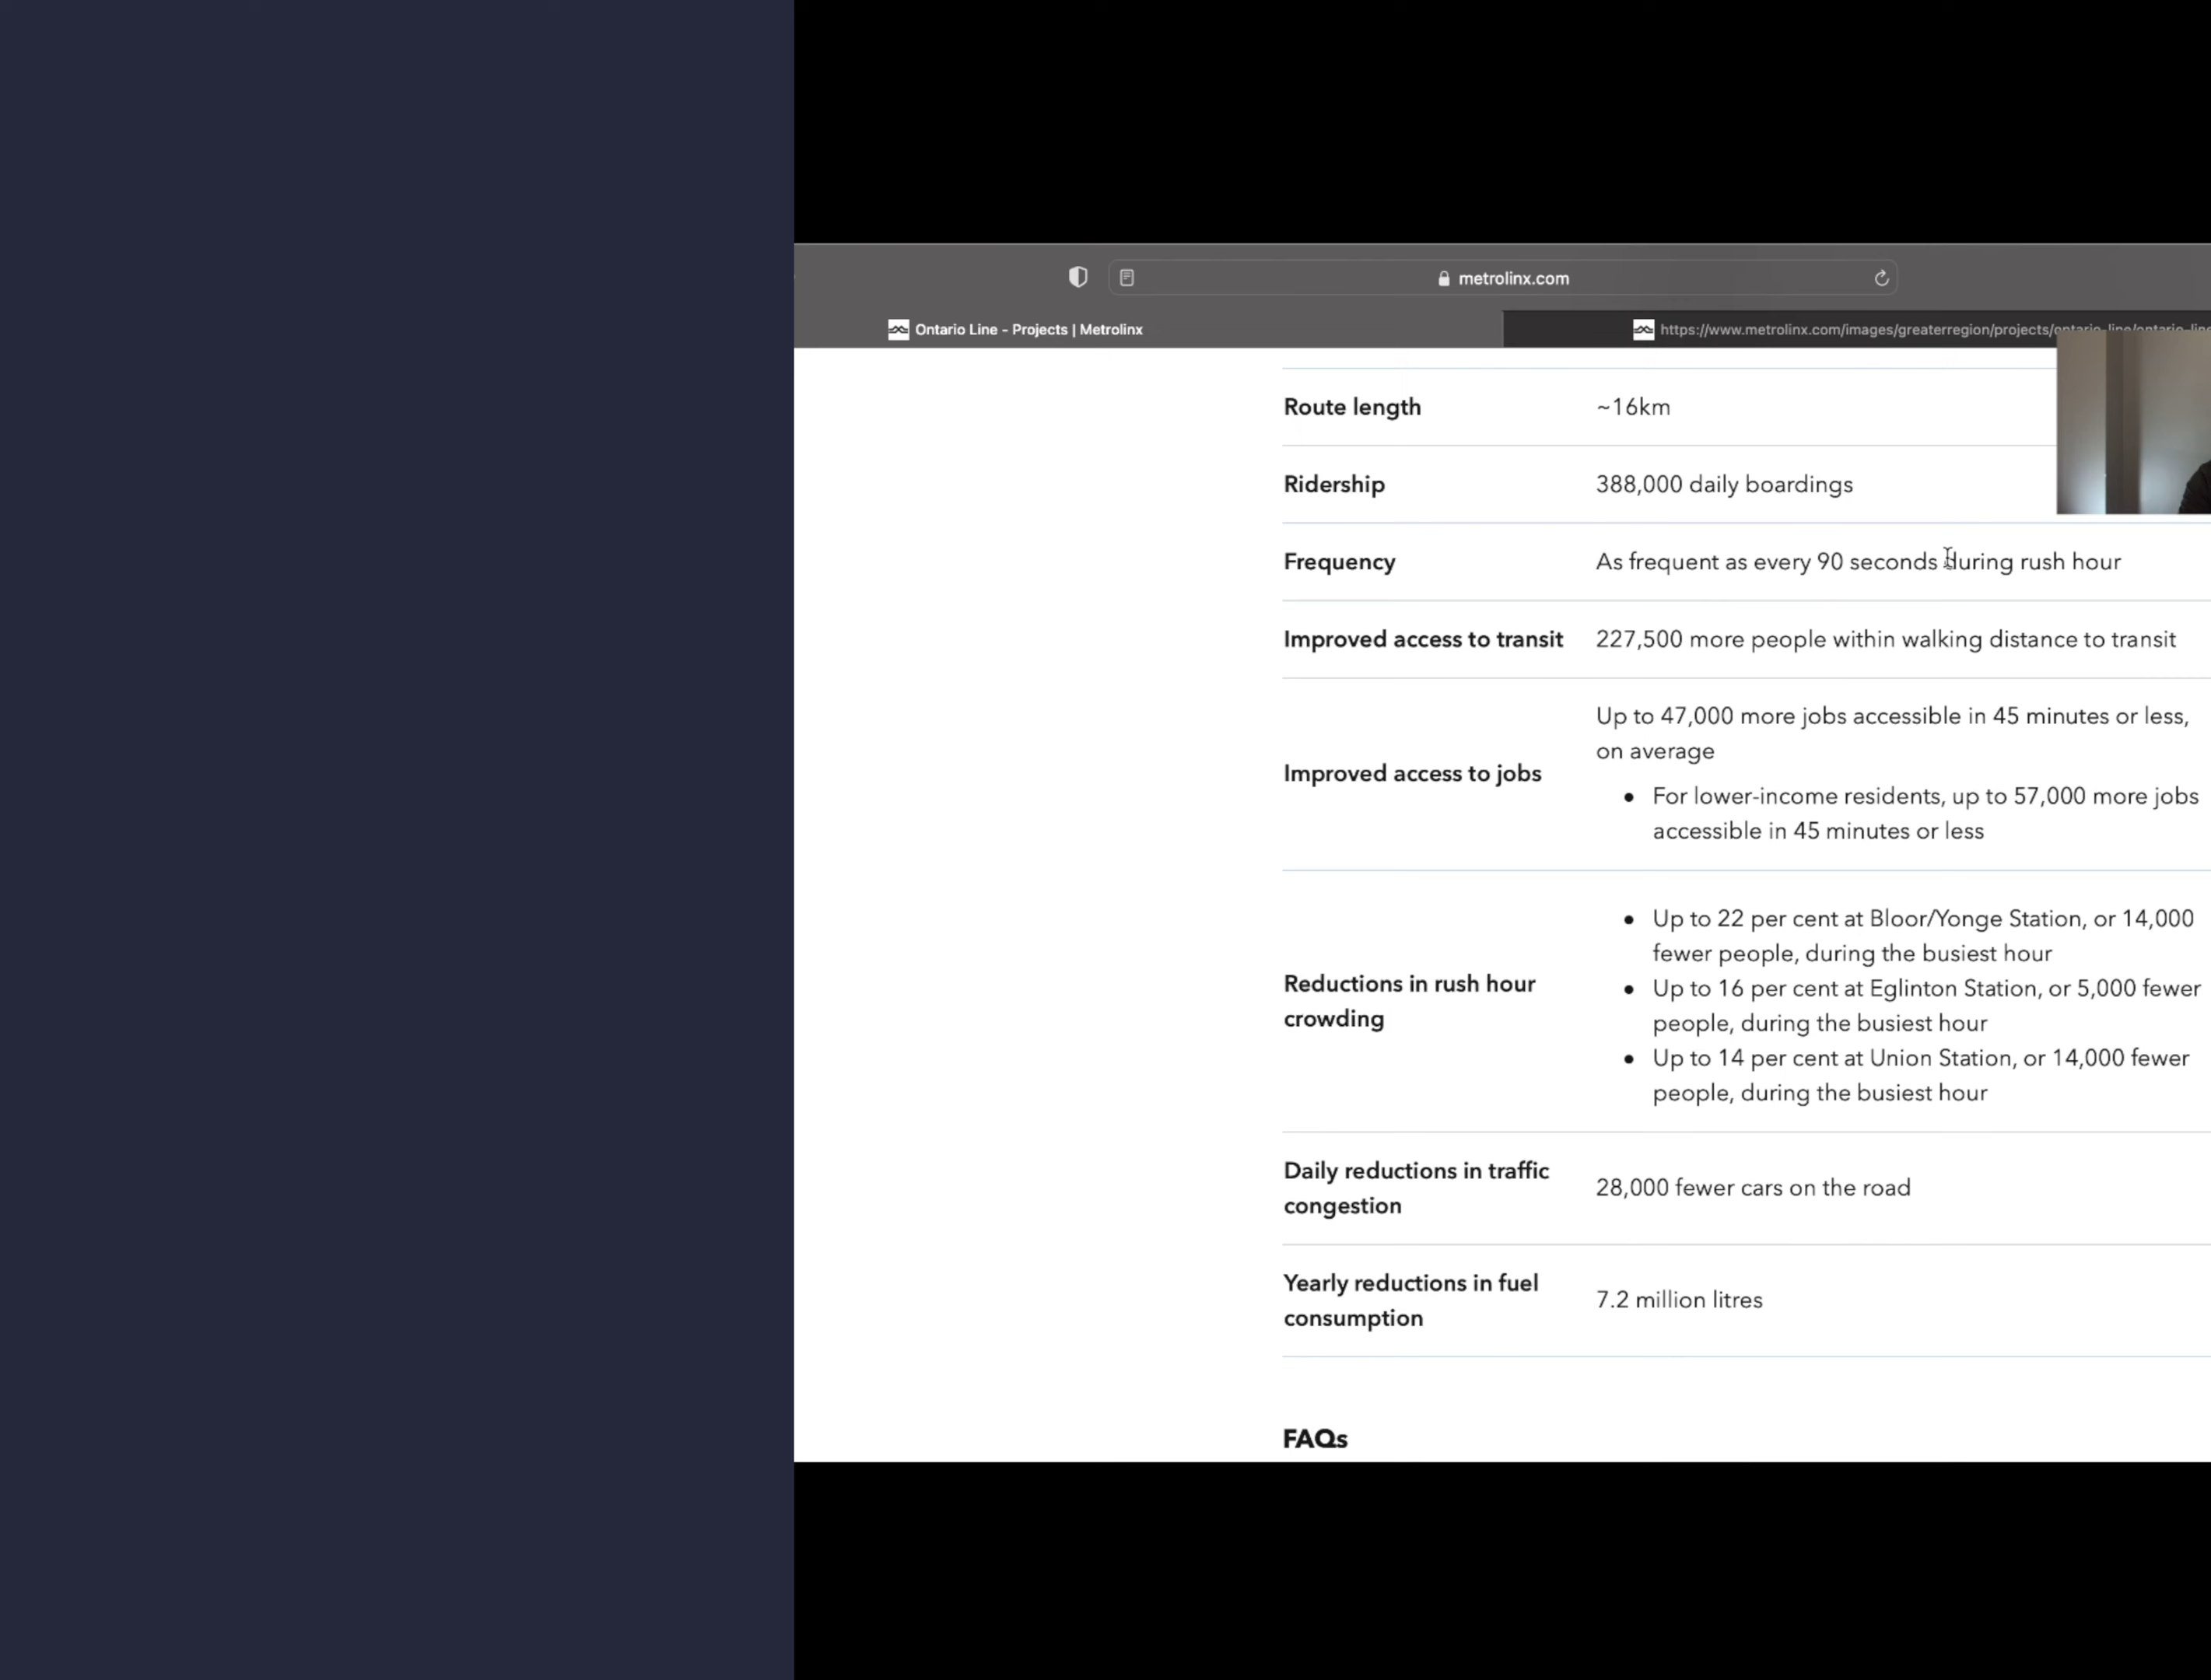 metrolinx.com
Ontario Line - Projects | Metrolinx
https://www.metrolinx.com/images/greaterregion/projects/ontario-line/ontario-line
Route length ~16km
Ridership 388,000 daily boardings
Frequency As frequent as every 90 seconds during rush hour
Improved access to transit 227,500 more people within walking distance to transit
Improved access to jobs
Up to 47,000 more jobs accessible in 45 minutes or less,
on average
• For lower-income residents, up to 57,000 more jobs
accessible in 45 minutes or less
Reductions in rush hour
crowding
• Up to 22 per cent at Bloor/Yonge Station, or 14,000
fewer people, during the busiest hour
• Up to 16 per cent at Eglinton Station, or 5,000 fewer
people, during the busiest hour
• Up to 14 per cent at Union Station, or 14,000 fewer
people, during the busiest hour
Daily reductions in traffic
congestion
28,000 fewer cars on the road
Yearly reductions in fuel
consumption
7.2 million litres
FAQs